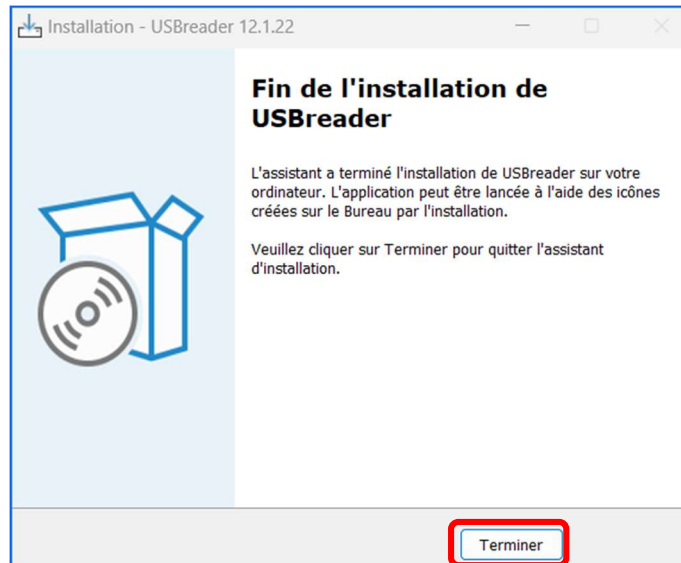 Installation - USBreader 12.1.22
Fin de l'installation de
USBreader
L'assistant a terminé l'installation de USBreader sur votre
ordinateur. L'application peut être lancée à l'aide des icônes
créées sur le Bureau par l'installation.
Veuillez cliquer sur Terminer pour quitter l'assistant
d'installation.
Terminer